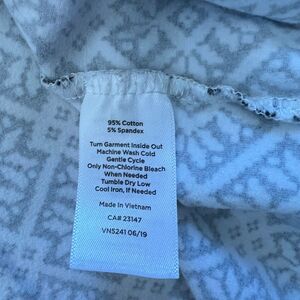 95% Cotton
5% Spandex
Turn Garment Inside Out
Machine Wash Cold
Gentle Cycle
Only Non-Chlorine Bleach
When Needed
Tumble Dry Low
Cool Iron, If Needed
Made in Vietnam
CA# 23147
VNS241 06/19